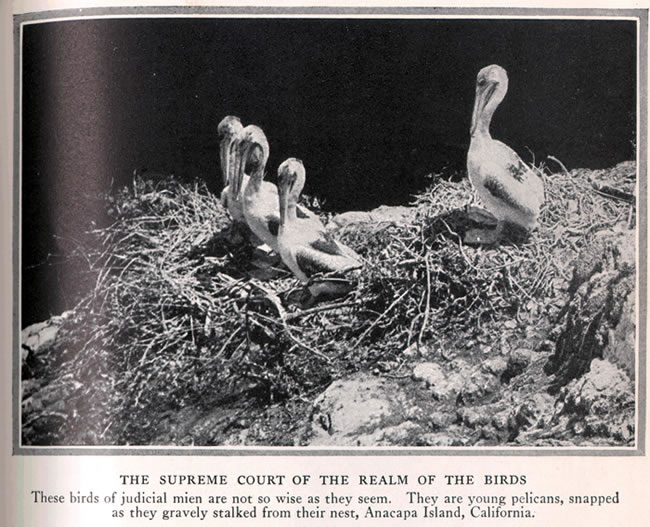 THE SUPREME COURT OF THE REALM OF THE BIRDS
These birds of judicial mien are not so wise as they seem. They are young pelicans, snapped
as they gravely stalked from their nest, Anacapa Island, California.